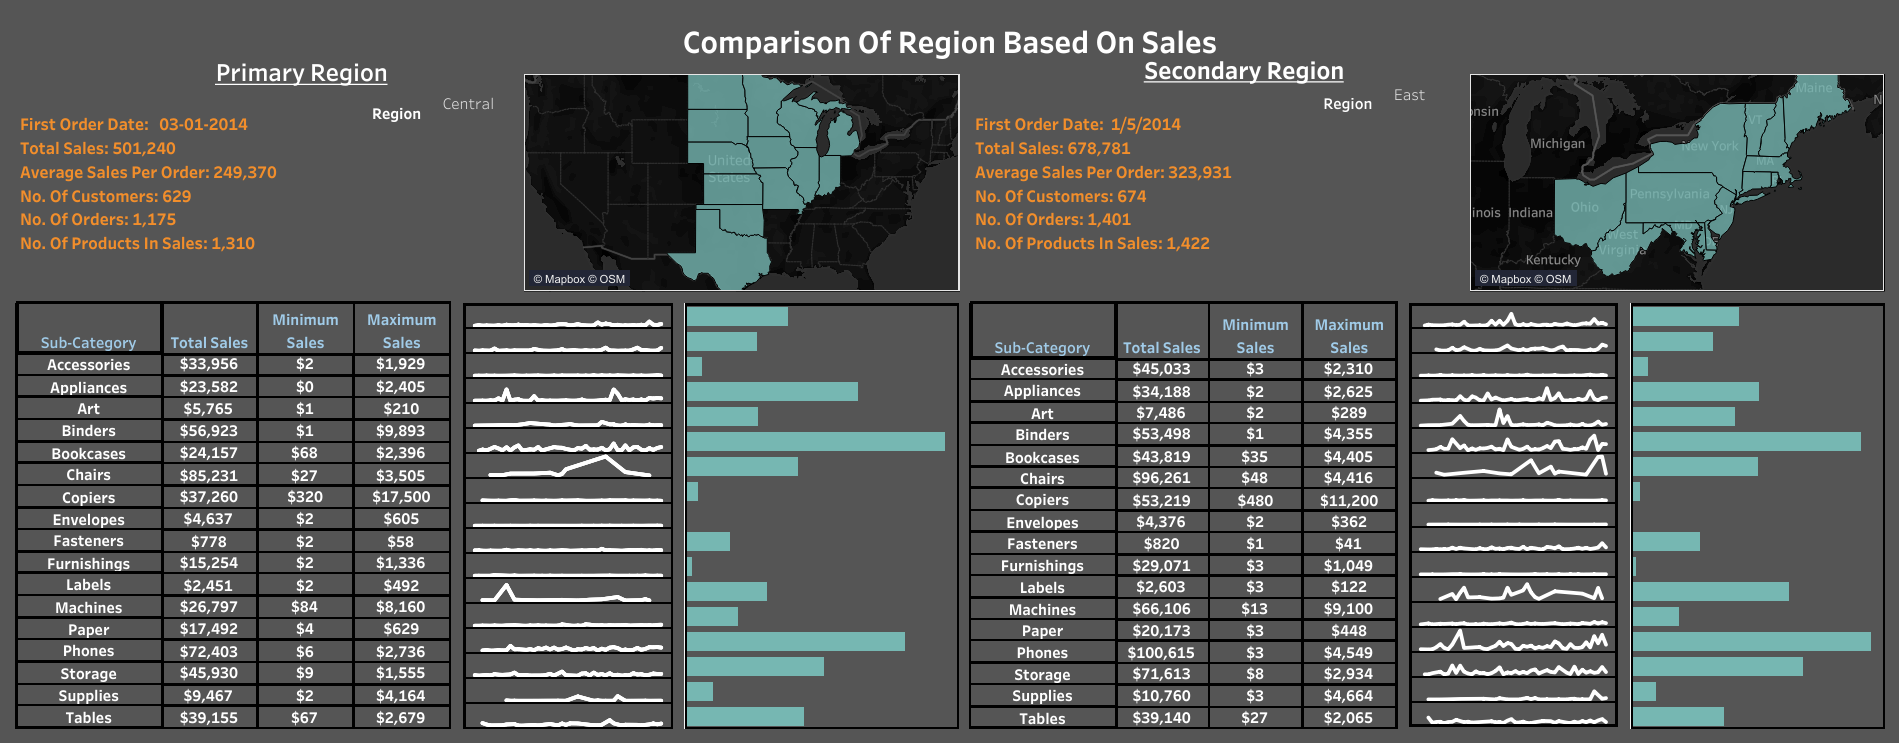 Comparison Of Region Based On Sales
Primary Region
Region
Central
First Order Date: 03-01-2014
Total Sales: 501,240
Average Sales Per Order: 249,370
No. Of Customers: 629
No. Of Orders: 1,175
No. Of Products In Sales: 1,310
United
States
© Mapbox © OSM
Secondary Region
Region
East
First Order Date: 1/5/2014
Total Sales: 678,781
Average Sales Per Order: 323,931
No. Of Customers: 674
No. Of Orders: 1,401
No. Of Products In Sales: 1,422
Maine
N
onsin
VT
Michigan
New York
MA
Pennsylvania
inois Indiana Ohio
MD
West
Virginia
Kentucky
© Mapbox © OSM
Sub-Category Total Sales Minimum Sales Maximum Sales
Accessories $33,956 $2 $1,929
Appliances $23,582 $0 $2,405
Art $5,765 $1 $210
Binders $56,923 $1 $9,893
Bookcases $24,157 $68 $2,396
Chairs $85,231 $27 $3,505
Copiers $37,260 $320 $17,500
Envelopes $4,637 $2 $605
Fasteners $778 $2 $58
Furnishings $15,254 $2 $1,336
Labels $2,451 $2 $492
Machines $26,797 $84 $8,160
Paper $17,492 $4 $629
Phones $72,403 $6 $2,736
Storage $45,930 $9 $1,555
Supplies $9,467 $2 $4,164
Tables $39,155 $67 $2,679
Sub-Category Total Sales Minimum Sales Maximum Sales
Accessories $45,033 $3 $2,310
Appliances $34,188 $2 $2,625
Art $7,486 $2 $289
Binders $53,498 $1 $4,355
Bookcases $43,819 $35 $4,405
Chairs $96,261 $48 $4,416
Copiers $53,219 $480 $11,200
Envelopes $4,376 $2 $362
Fasteners $820 $1 $41
Furnishings $29,071 $3 $1,049
Labels $2,603 $3 $122
Machines $66,106 $13 $9,100
Paper $20,173 $3 $448
Phones $100,615 $3 $4,549
Storage $71,613 $8 $2,934
Supplies $10,760 $3 $4,664
Tables $39,140 $27 $2,065